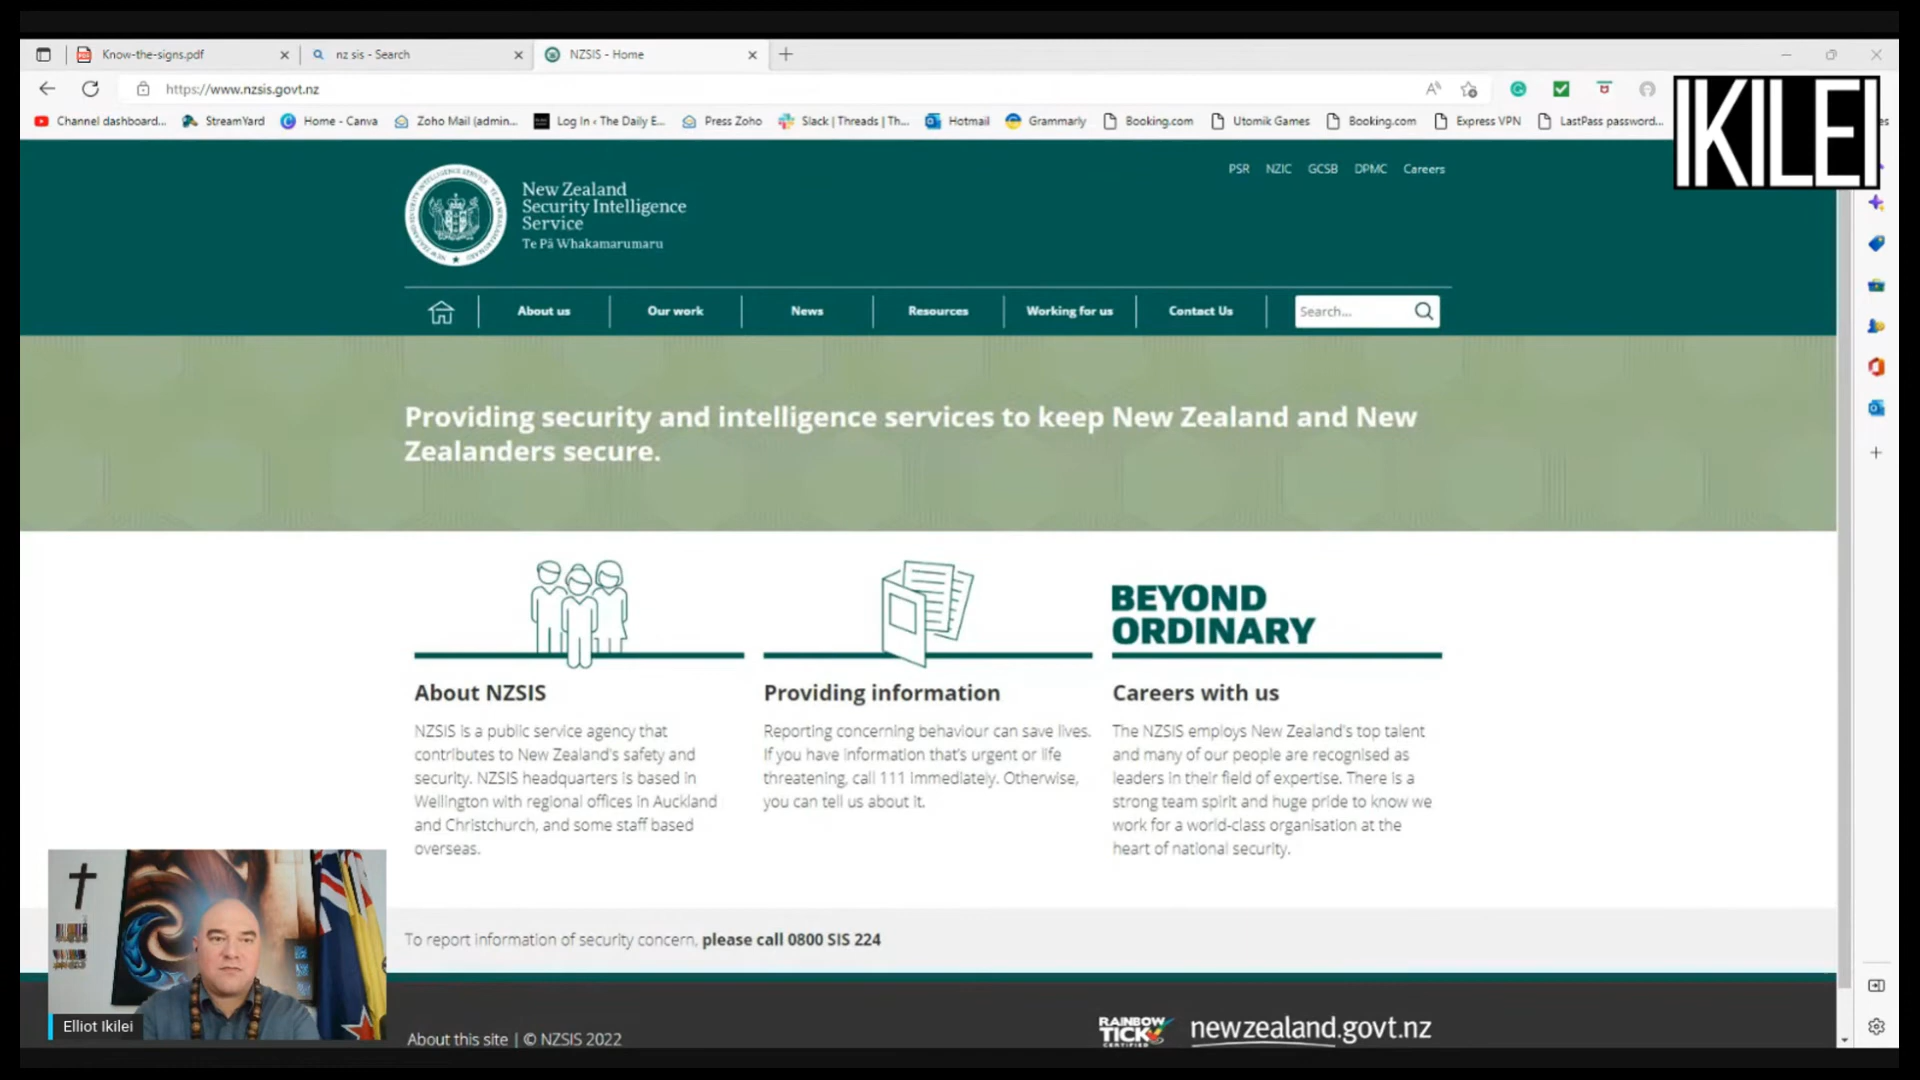 Know-the-signs.pdf
nz sis - Search
NZSIS - Home
https://www.nzsis.govt.nz
Channel dashboard...
StreamYard
Home - Canva
Zoho Mail (admin...
Log In ‹ The Daily E...
Press Zoho
Slack | Threads | Th...
Hotmail
Grammarly
Booking.com
Utomik Games
Booking.com
Express VPN
LastPass password...
IKILEI
PSR
NZIC
GCSB
DPMC
Careers
New Zealand
Security Intelligence
Service
Te Pā Whakamarumaru
About us
Our work
News
Resources
Working for us
Contact Us
Search...
Providing security and intelligence services to keep New Zealand and New
Zealanders secure.
BEYOND
ORDINARY
About NZSIS
NZSIS is a public service agency that
contributes to New Zealand's safety and
security. NZSIS headquarters is based in
Wellington with regional offices in Auckland
and Christchurch, and some staff based
overseas.
Providing information
Reporting concerning behaviour can save lives.
If you have information that's urgent or life
threatening, call 111 immediately. Otherwise,
you can tell us about it.
Careers with us
The NZSIS employs New Zealand's top talent
and many of our people are recognised as
leaders in their field of expertise. There is a
strong team spirit and huge pride to know we
work for a world-class organisation at the
heart of national security.
To report information of security concern, please call 0800 SIS 224
Elliot Ikilei
About this site | © NZSIS 2022
RAINBOW
TICK
CERTIFIED
newzealand.govt.nz